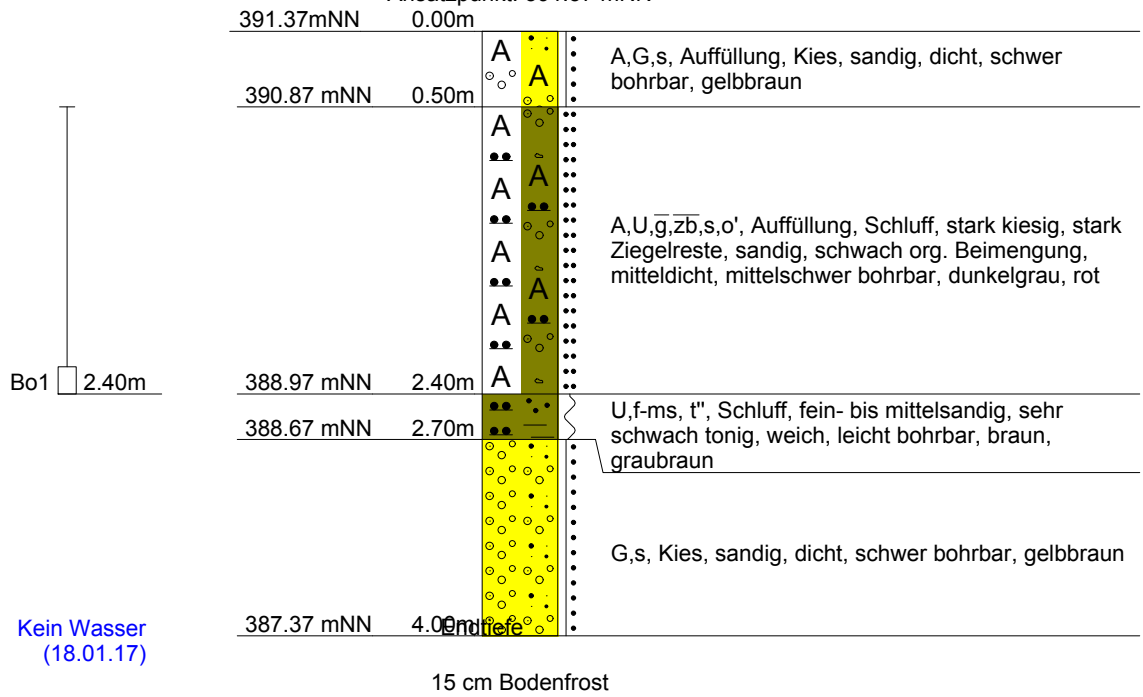 391.37mNN 0.00m
A,G,s, Auffüllung, Kies, sandig, dicht, schwer
bohrbar, gelbbraun
390.87 mNN 0.50m
A
A
A
A
A
A
A
A
A
A,U,g̅,z̅b̅,s,o', Auffüllung, Schluff, stark kiesig, stark
Ziegelreste, sandig, schwach org. Beimengung,
mitteldicht, mittelschwer bohrbar, dunkelgrau, rot
Bo1 2.40m
388.97 mNN 2.40m
U,f-ms, t'', Schluff, fein- bis mittelsandig, sehr
schwach tonig, weich, leicht bohrbar, braun,
graubraun
388.67 mNN 2.70m
G,s, Kies, sandig, dicht, schwer bohrbar, gelbbraun
387.37 mNN 4.00m
Endtiefe
Kein Wasser
(18.01.17)
15 cm Bodenfrost